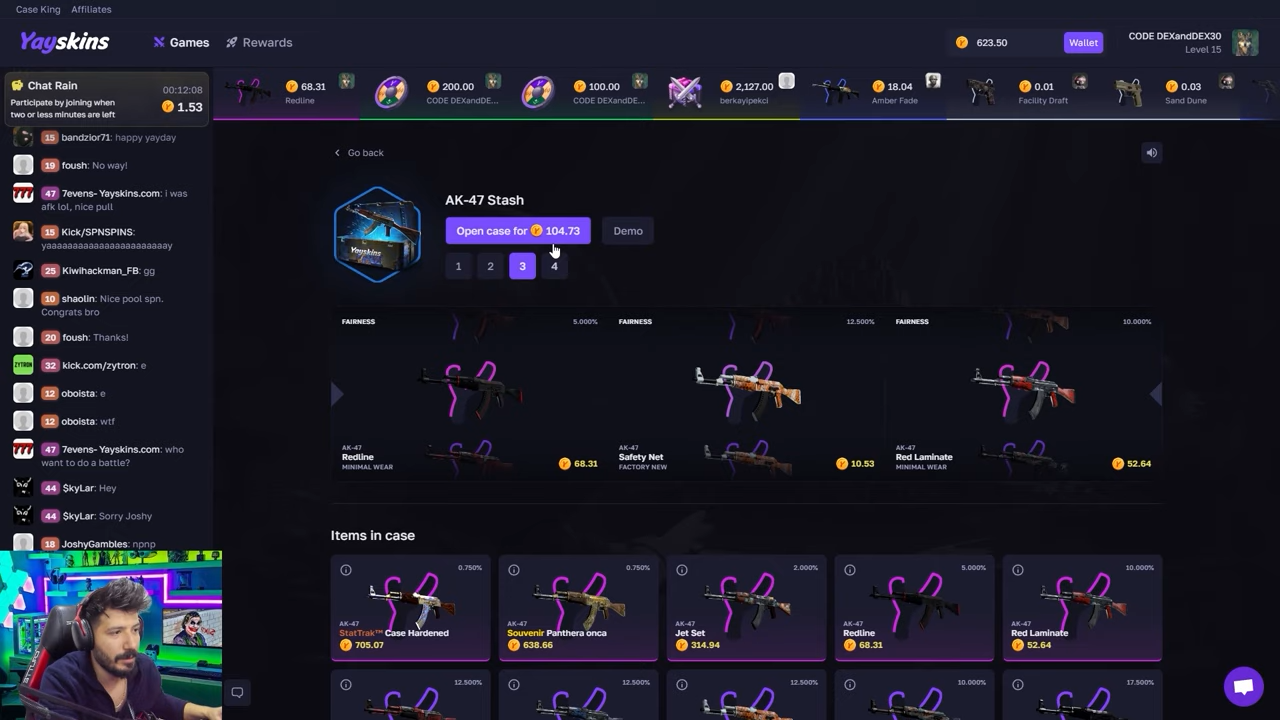 Case King
Affiliates
Yayskins
Games
Rewards
623.50
Wallet
CODE DEXandDEX30
Level 15
Chat Rain
Participate by joining when
two or less minutes are left
00:12:08
1.53
68.31
Redline
200.00
CODE DEXandDE...
100.00
CODE DEXandDE...
2,127.00
berkayipekci
18.04
Amber Fade
0.01
Facility Draft
0.03
Sand Dune
15 bandzior71: happy yayday
19 foush: No way!
47 7evens- Yayskins.com: i was
afk lol, nice pull
15 Kick/SPNSPINS:
yaaaaaaaaaaaaaaaaaaaaaay
25 Kiwihackman_FB: gg
10 shaolin: Nice pool spn.
Congrats bro
20 foush: Thanks!
32 kick.com/zytron: e
12 oboista: e
12 oboista: wtf
47 7evens- Yayskins.com: who
want to do a battle?
44 $kyLar: Hey
44 $kyLar: Sorry Joshy
18 JoshyGambles: npnp
Go back
AK-47 Stash
Open case for 104.73
Demo
1
2
3
4
FAIRNESS
5.000%
AK-47
Redline
MINIMAL WEAR
68.31
FAIRNESS
12.500%
AK-47
Safety Net
FACTORY NEW
10.53
FAIRNESS
10.000%
AK-47
Red Laminate
MINIMAL WEAR
52.64
Items in case
0.750%
AK-47
StatTrak™ Case Hardened
705.07
0.750%
AK-47
Souvenir Panthera onca
638.66
2.000%
AK-47
Jet Set
314.94
5.000%
AK-47
Redline
68.31
10.000%
AK-47
Red Laminate
52.64
12.500%
12.500%
12.500%
10.000%
17.500%